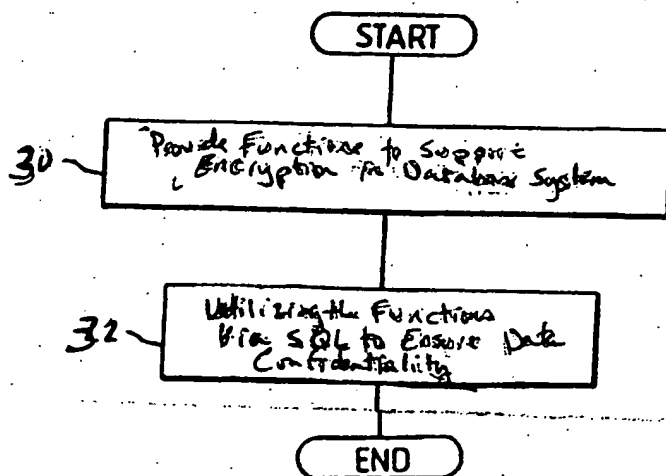 START
30
Provide Functions to Support
Encryption in Database System
32
Utilizing the Functions
Via SQL to Ensure Data
Confidentiality
END